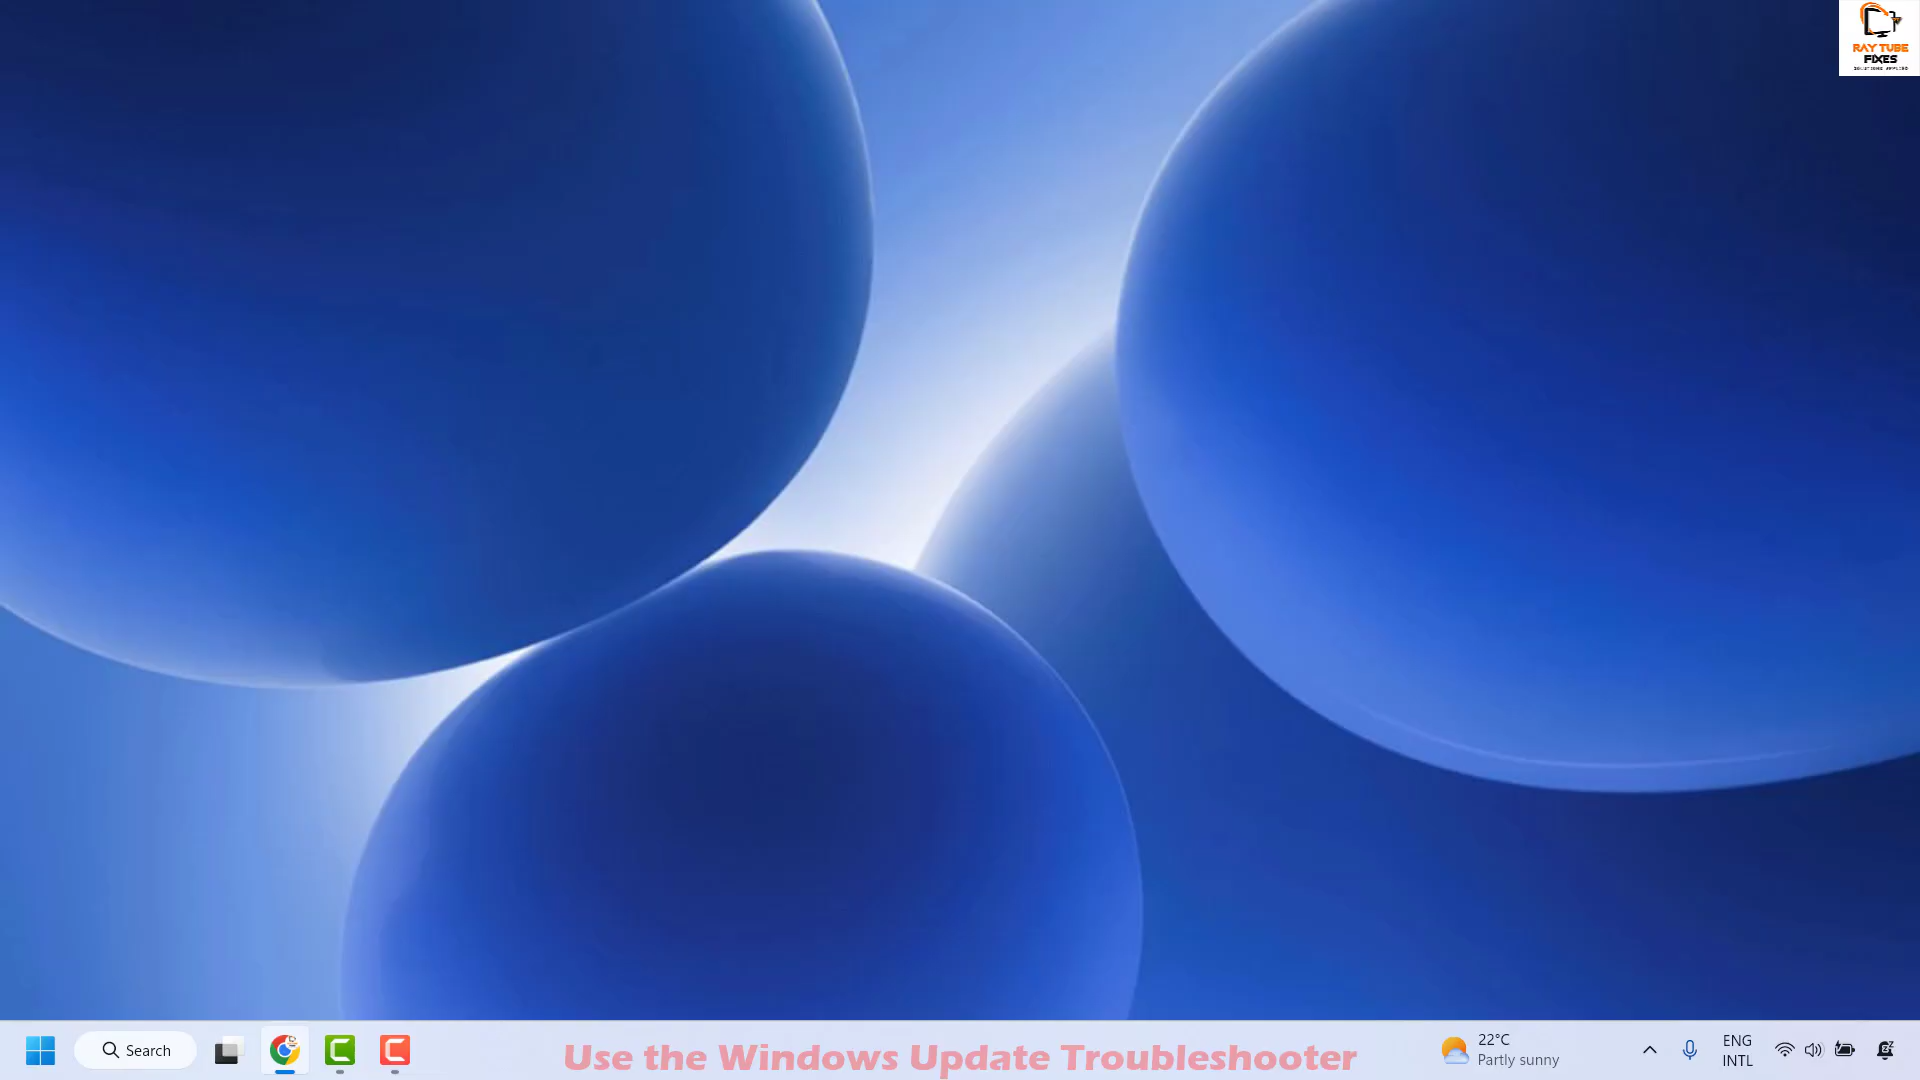 RAY TUBE
FIXES
Search
Use the Windows Update Troubleshooter
22°C
Partly sunny
ENG
INTL